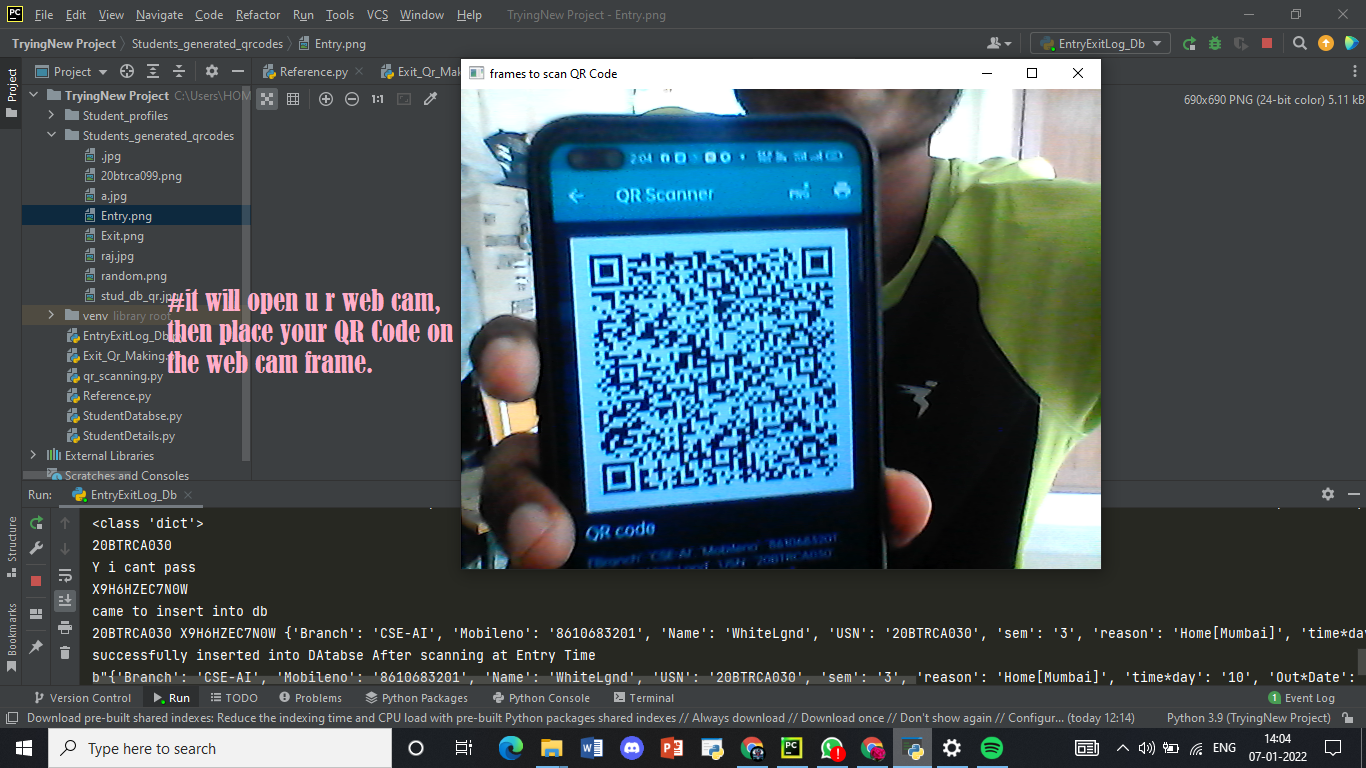 PC File Edit View Navigate Code Refactor Run Tools VCS Window Help TryingNew Project - Entry.png
TryingNew Project Students_generated_qrcodes Entry.png EntryExitLog_Db
Project Reference.py Exit_Qr_Mak
1:1 690x690 PNG (24-bit color) 5.11 kB
frames to scan QR Code
Project
TryingNew Project C:\Users\HOM
Student_profiles
Students_generated_qrcodes
.jpg
20btrca099.png
a.jpg
Entry.png
Exit.png
raj.jpg
random.png
stud_db_qr.jp
venv library root
EntryExitLog_Db
Exit_Qr_Making.
qr_scanning.py
Reference.py
StudentDatabse.py
StudentDetails.py
External Libraries
Scratches and Consoles
#it will open u r web cam,
then place your QR Code on
the web cam frame.
2:04
QR Scanner
QR code
'Branch': 'CSE-AI', 'Mobileno': '861068320
'USN': '20BTRCA030'
Run: EntryExitLog_Db
<class 'dict'>
20BTRCA030
Y i cant pass
X9H6HZEC7N0W
came to insert into db
20BTRCA030 X9H6HZEC7N0W {'Branch': 'CSE-AI', 'Mobileno': '8610683201', 'Name': 'WhiteLgnd', 'USN': '20BTRCA030', 'sem': '3', 'reason': 'Home[Mumbai]', 'time*day
successfully inserted into DAtabse After scanning at Entry Time
b"{'Branch': 'CSE-AI', 'Mobileno': '8610683201', 'Name': 'WhiteLgnd', 'USN': '20BTRCA030', 'sem': '3', 'reason': 'Home[Mumbai]', 'time*day': '10', 'Out*Date':
Structure
Bookmarks
Version Control Run TODO Problems Python Packages Python Console Terminal 1 Event Log
Download pre-built shared indexes: Reduce the indexing time and CPU load with pre-built Python packages shared indexes // Always download // Download once // Don't show again // Configur... (today 12:14) Python 3.9 (TryingNew Project)
Type here to search ENG 14:04
07-01-2022